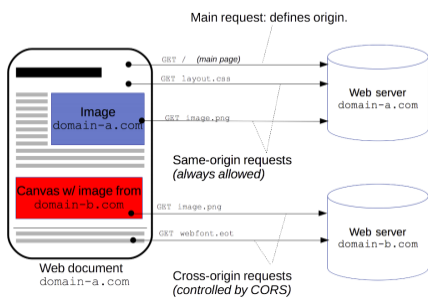 Main request: defines origin.
GET / (main page)
GET layout.css
Image
domain-a.com
GET image.png
Web server
domain-a.com
Same-origin requests
(always allowed)
Canvas w/ image from
domain-b.com
GET image.png
GET webfont.eot
Web server
domain-b.com
Web document
domain-a.com
Cross-origin requests
(controlled by CORS)